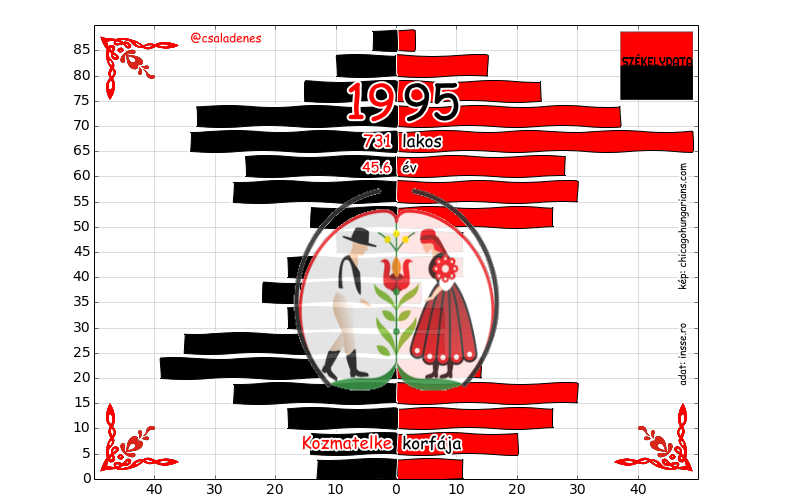 @csaladenes
SZÉKELYDATA
1995
731 lakos
45.6 év
kép: chicagohungarians.com
adat: insse.ro
Kozmatelke korfája
85
80
75
70
65
60
55
50
45
40
35
30
25
20
15
10
5
0
40 30 20 10 0 10 20 30 40